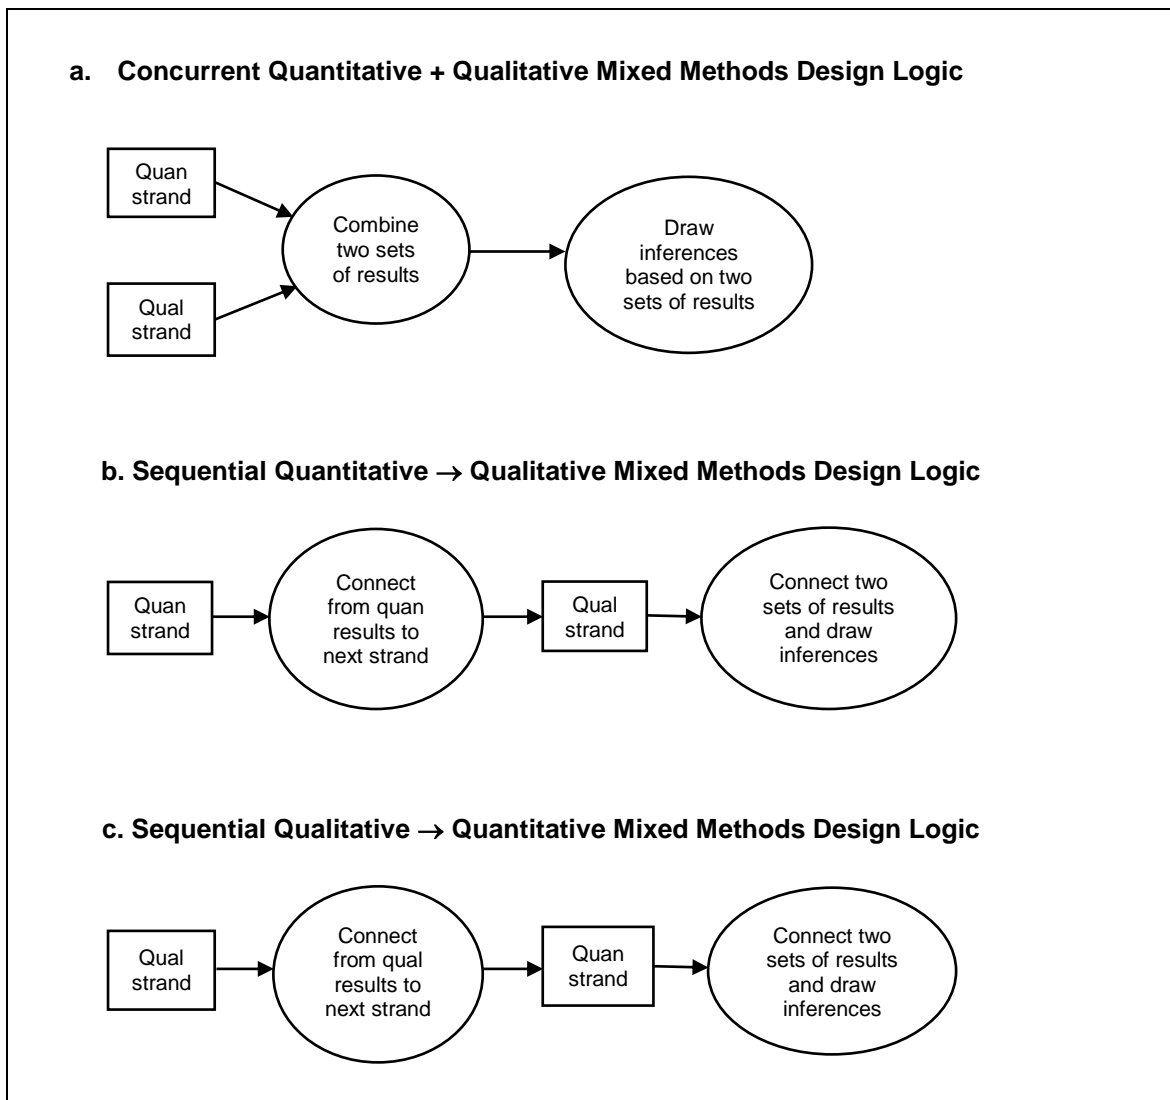 a. Concurrent Quantitative + Qualitative Mixed Methods Design Logic
Quan
strand
Qual
strand
Combine
two sets
of results
Draw
inferences
based on two
sets of results
b. Sequential Quantitative → Qualitative Mixed Methods Design Logic
Quan
strand
Connect
from quan
results to
next strand
Qual
strand
Connect two
sets of results
and draw
inferences
c. Sequential Qualitative → Quantitative Mixed Methods Design Logic
Qual
strand
Connect
from qual
results to
next strand
Quan
strand
Connect two
sets of results
and draw
inferences